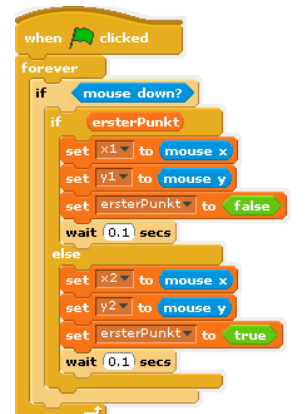 when clicked
forever
if mouse down?
if ersterPunkt
set x1 to mouse x
set y1 to mouse y
set ersterPunkt to false
wait 0.1 secs
else
set x2 to mouse x
set y2 to mouse y
set ersterPunkt to true
wait 0.1 secs